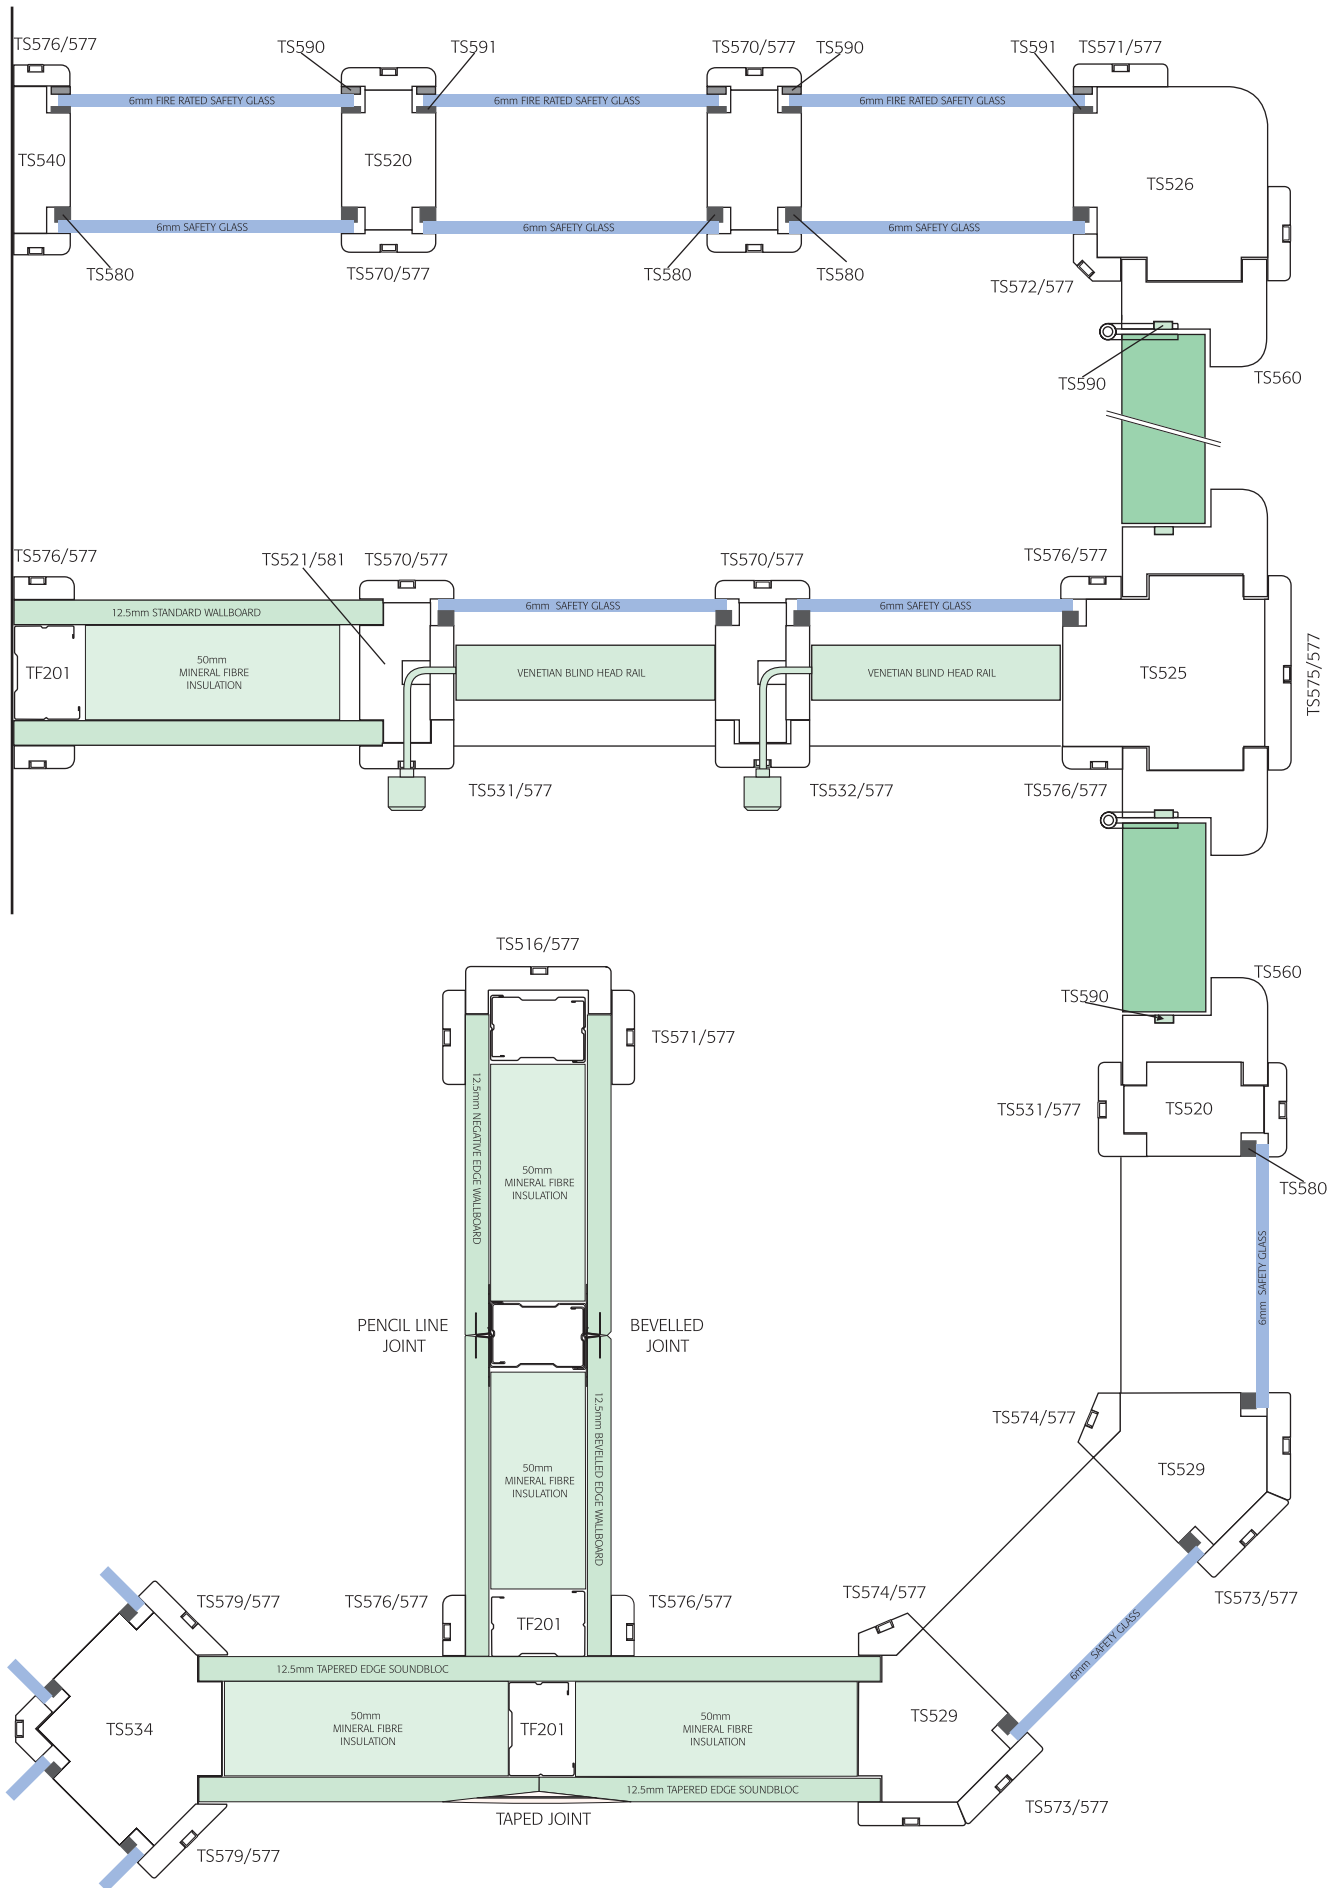 TS576/577
TS590
TS591
TS570/577
TS590
TS591
TS571/577
6mm FIRE RATED SAFETY GLASS
6mm FIRE RATED SAFETY GLASS
6mm FIRE RATED SAFETY GLASS
TS540
TS520
TS526
6mm SAFETY GLASS
6mm SAFETY GLASS
6mm SAFETY GLASS
TS580
TS570/577
TS580
TS580
TS572/577
TS590
TS560
TS576/577
TS521/581
TS570/577
TS570/577
TS576/577
12.5mm STANDARD WALLBOARD
6mm SAFETY GLASS
6mm SAFETY GLASS
TF201
50mm
MINERAL FIBRE
INSULATION
VENETIAN BLIND HEAD RAIL
VENETIAN BLIND HEAD RAIL
TS525
TS575/577
TS531/577
TS532/577
TS576/577
TS516/577
TS590
TS560
TS571/577
12.5mm NEGATIVE EDGE WALLBOARD
TS531/577
TS520
50mm
MINERAL FIBRE
INSULATION
TS580
6mm SAFETY GLASS
PENCIL LINE
JOINT
BEVELLED
JOINT
12.5mm BEVELLED EDGE WALLBOARD
TS574/577
TS529
50mm
MINERAL FIBRE
INSULATION
TS579/577
TS576/577
TF201
TS576/577
TS574/577
TS573/577
6mm SAFETY GLASS
12.5mm TAPERED EDGE SOUNDBLOC
TS534
50mm
MINERAL FIBRE
INSULATION
TF201
50mm
MINERAL FIBRE
INSULATION
TS529
12.5mm TAPERED EDGE SOUNDBLOC
TAPED JOINT
TS573/577
TS579/577